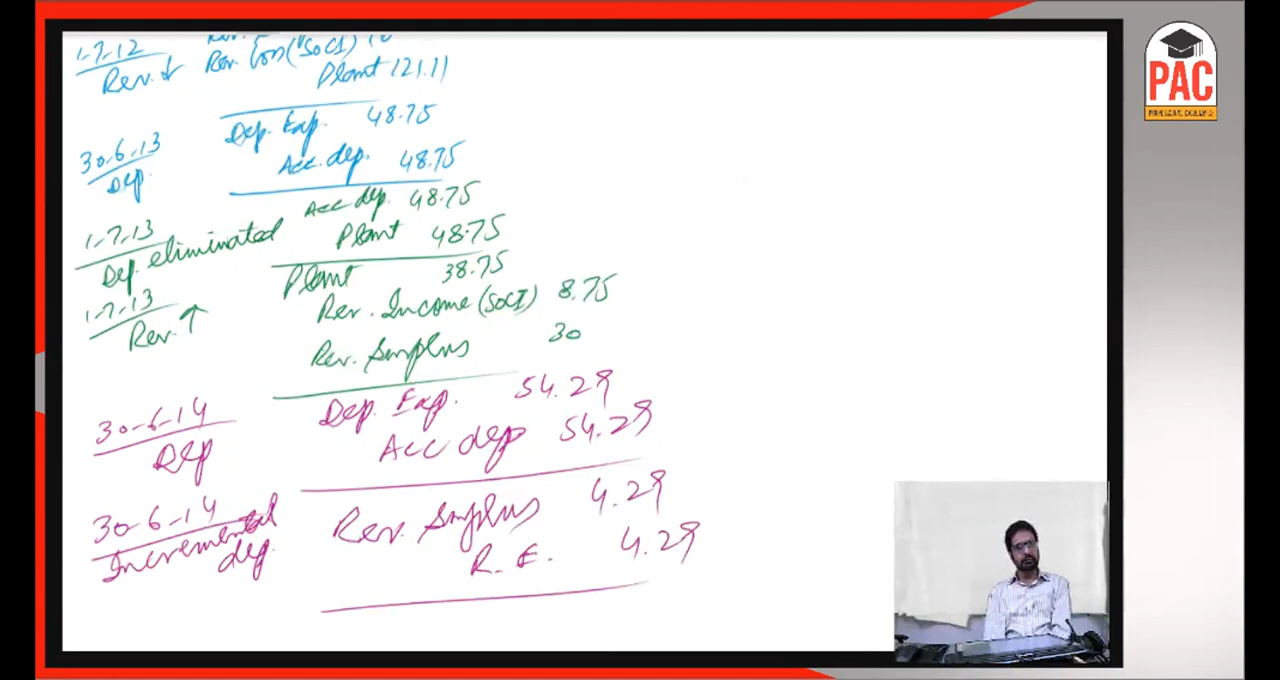 1-7-12
Rev.↓
Rev. Loss (SOCI)
Plant 121.11
30-6-13
Dep.
Dep. Exp. 48.75
Acc. dep. 48.75
1-7-13
Dep. eliminated
Acc dep. 48.75
Plant 48.75
1-7-13
Rev. ↑
Plant 38.75
Rev. Income (SOCI) 8.75
Rev. Surplus 30
30-6-14
Dep
Dep. Exp. 54.29
Acc dep 54.29
30-6-14
Incremental
dep.
Rev. Surplus 4.29
R. E. 4.29
PAC